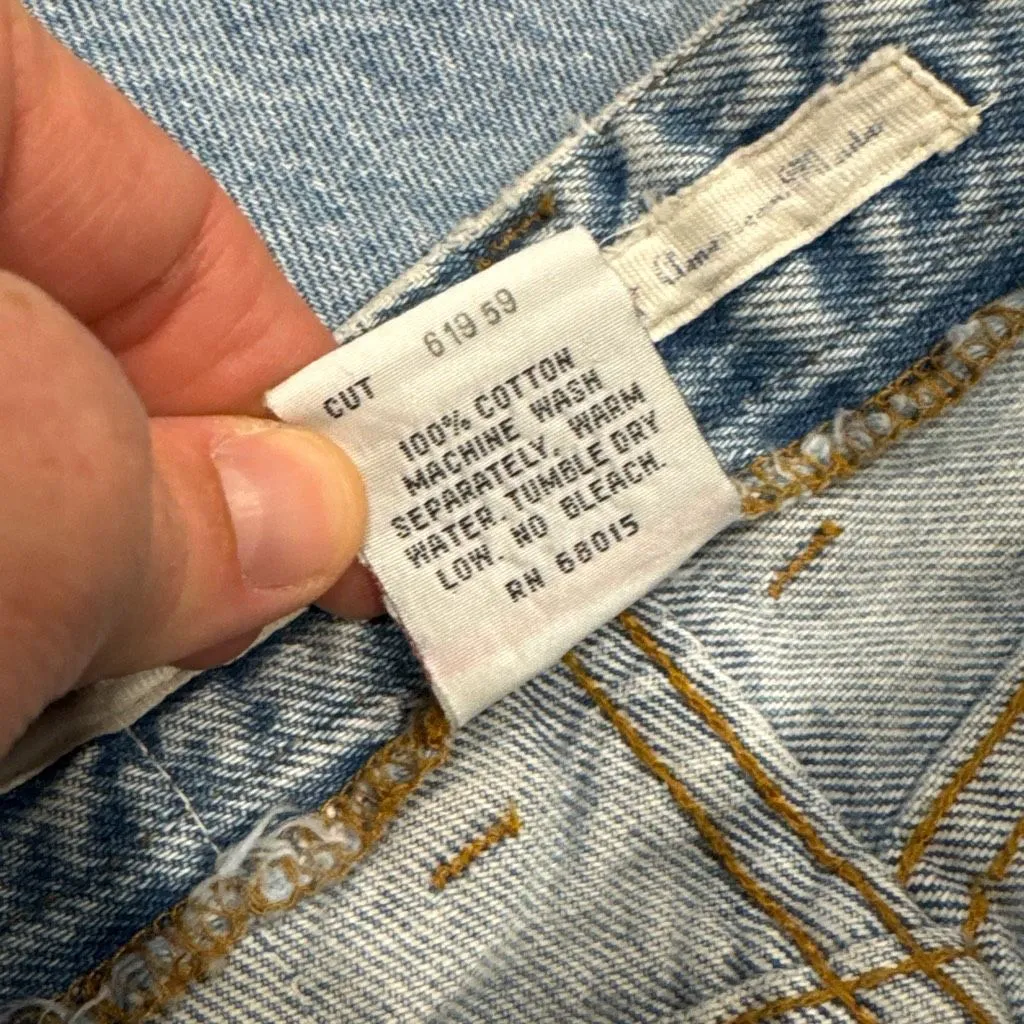 CUT 619 59
100% COTTON
MACHINE WASH
SEPARATELY, WARM
WATER. TUMBLE DRY
LOW. NO BLEACH.
RN 68015